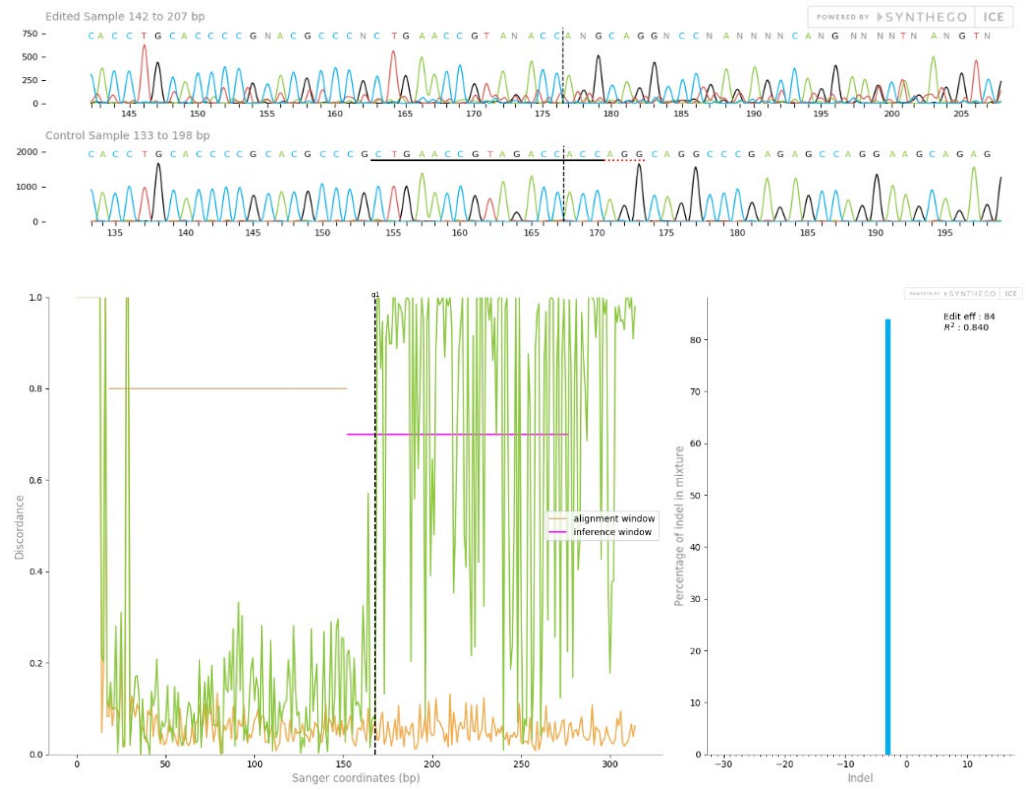 Edited Sample 142 to 207 bp
POWERED BY SYNTHEGO ICE
CACCTGCACCCCGNACGCCCNCTGAACCGTANACCANGCAGGNCCNNANNNNCANGNNNNTNANGTN
750
500
250
0
145 150 155 160 165 170 175 180 185 190 195 200 205
Control Sample 133 to 198 bp
CACCTGCACCCCGCACGCCCGCTGAACCGTAGACCACCAGGCAGGCCCGAGAGCCAGGAAGCAGAG
2000
1000
0
135 140 145 150 155 160 165 170 175 180 185 190 195
POWERED BY SYNTHEGO ICE
g1
1.0
0.8
0.6
0.4
0.2
0.0
Discordance
alignment window
inference window
0 50 100 150 200 250 300
Sanger coordinates (bp)
Edit eff : 84
R² : 0.840
80
70
60
50
40
30
20
10
0
Percentage of indel in mixture
−30 −20 −10 0 10
Indel